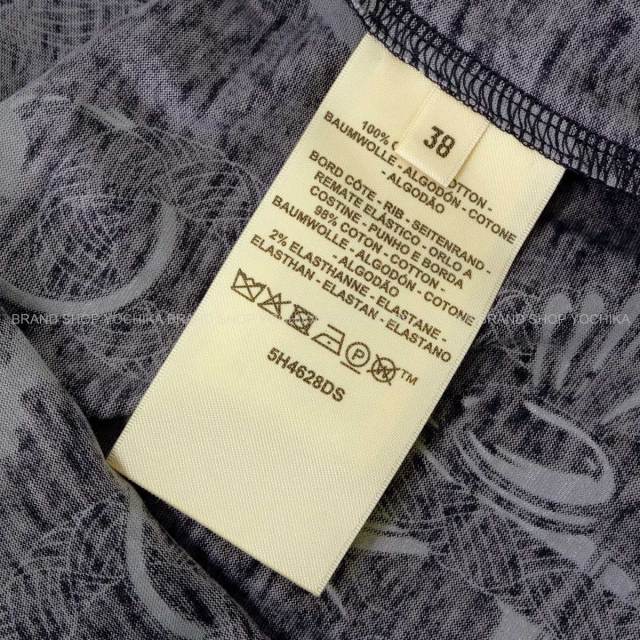 38
100% C
BAUMWOLLE - ALGODÓN COTTON -
- ALGODÃO
BORD CÔTE - RIB - SEITENRAND - COTONE
REMATE ELÁSTICO - ORLO A
COSTINE - PUNHO E BORDA
95% COTON - COTTON -
BAUMWOLLE - ALGODÓN - COTONE
- ALGODÃO
2% ELASTHANNE - ELASTANE -
ELASTHAN - ELASTAN - ELASTANO
P
W
TM
5H4628DS
BRAND SHOP YOCHIKA
BRAND SHOP YOCHIKA